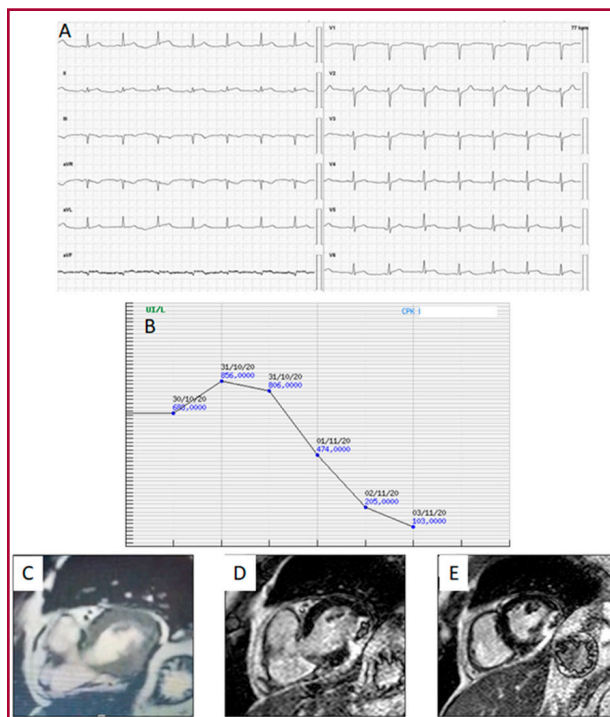 A
V1
77 bpm
II
V2
III
V3
aVR
V4
aVL
V5
aVF
V6
B
UI/L
CPK
30/10/20
31/10/20
856,0000
31/10/20
806,0000
01/11/20
474,0000
02/11/20
205,0000
03/11/20
103,0000
C
D
E